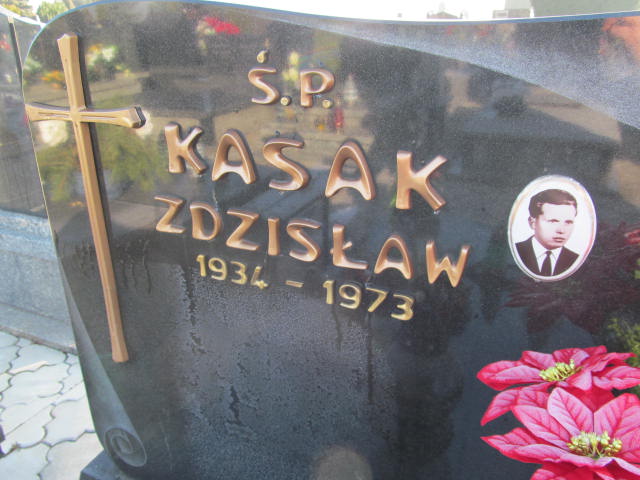 Ś.P.
KASAK
ZDZISŁAW
1934 - 1973